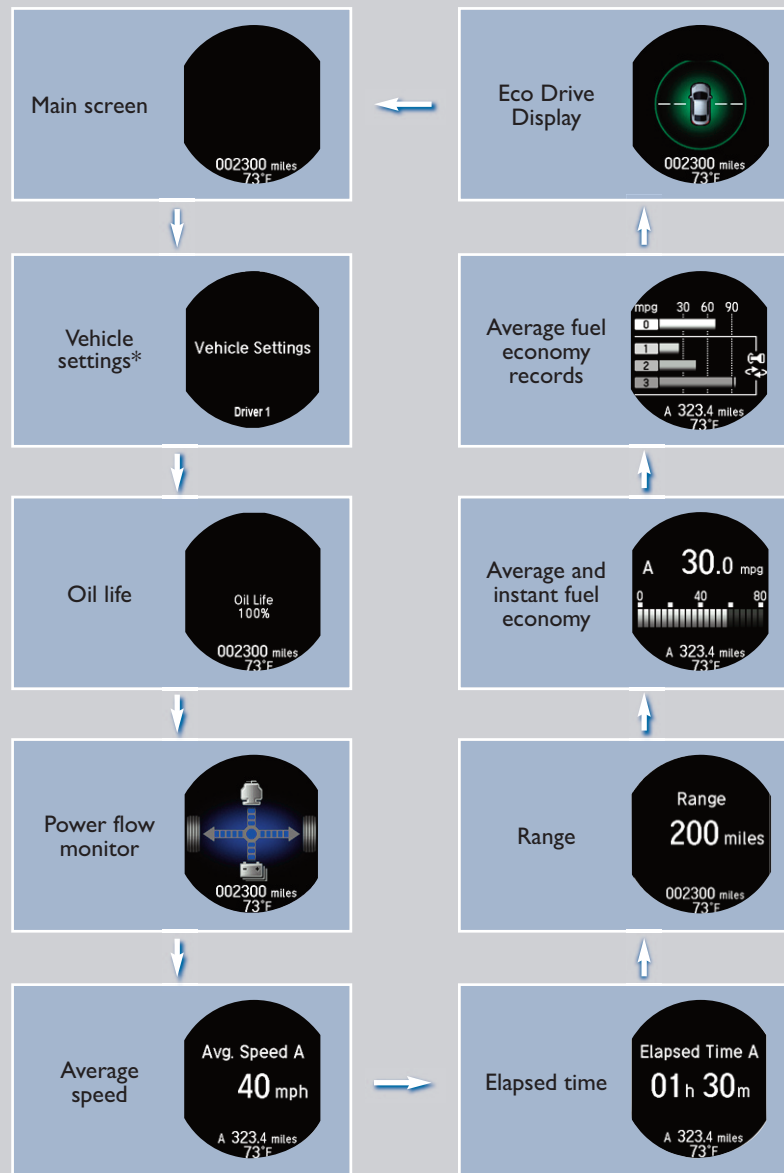 Main screen
002300 miles
73°F
Eco Drive
Display
002300 miles
73°F
Vehicle
settings*
Vehicle Settings
Driver 1
Average fuel
economy
records
mpg 30 60 90
0
1
2
3
A 323.4 miles
73°F
Oil life
Oil Life
100%
002300 miles
73°F
Average and
instant fuel
economy
A 30.0 mpg
0 40 80
A 323.4 miles
73°F
Power flow
monitor
002300 miles
73°F
Range
Range
200 miles
002300 miles
73°F
Average
speed
Avg. Speed A
40 mph
A 323.4 miles
73°F
Elapsed time
Elapsed Time A
01h 30m
A 323.4 miles
73°F